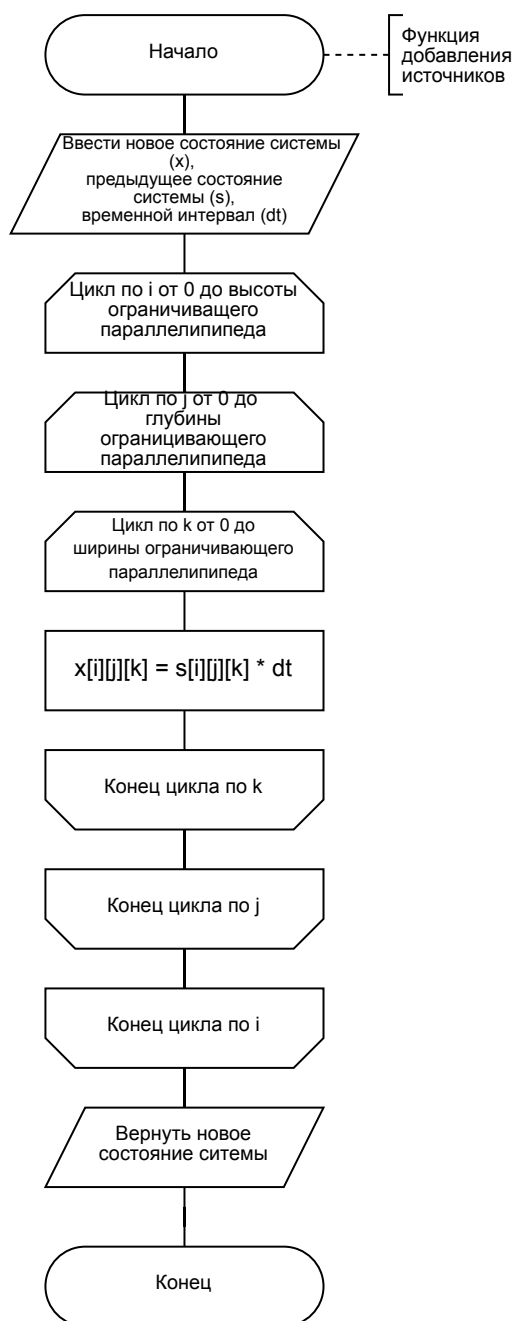 Начало
Функция
добавления
источников
Ввести новое состояние системы
(x),
предыдущее состояние
системы (s),
временной интервал (dt)
Цикл по i от 0 до высоты
ограничиващего
параллелипипеда
Цикл по j от 0 до
глубины
ограницивающего
параллелипипеда
Цикл по k от 0 до
ширины ограничивающего
параллелипипеда
x[i][j][k] = s[i][j][k] * dt
Конец цикла по k
Конец цикла по j
Конец цикла по i
Вернуть новое
состояние ситемы
Конец